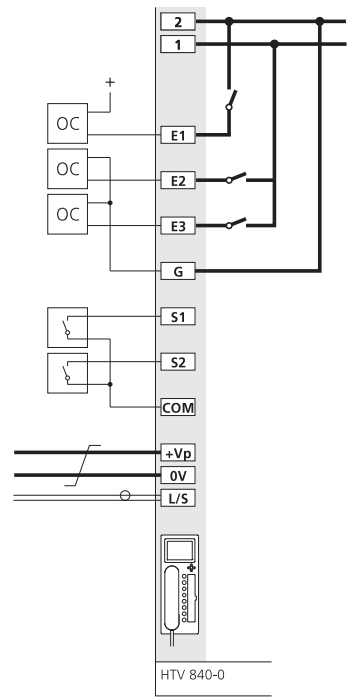 2
1
+
OC
E1
OC
E2
OC
E3
G
S1
S2
COM
+Vp
0V
L/S
HTV 840-0